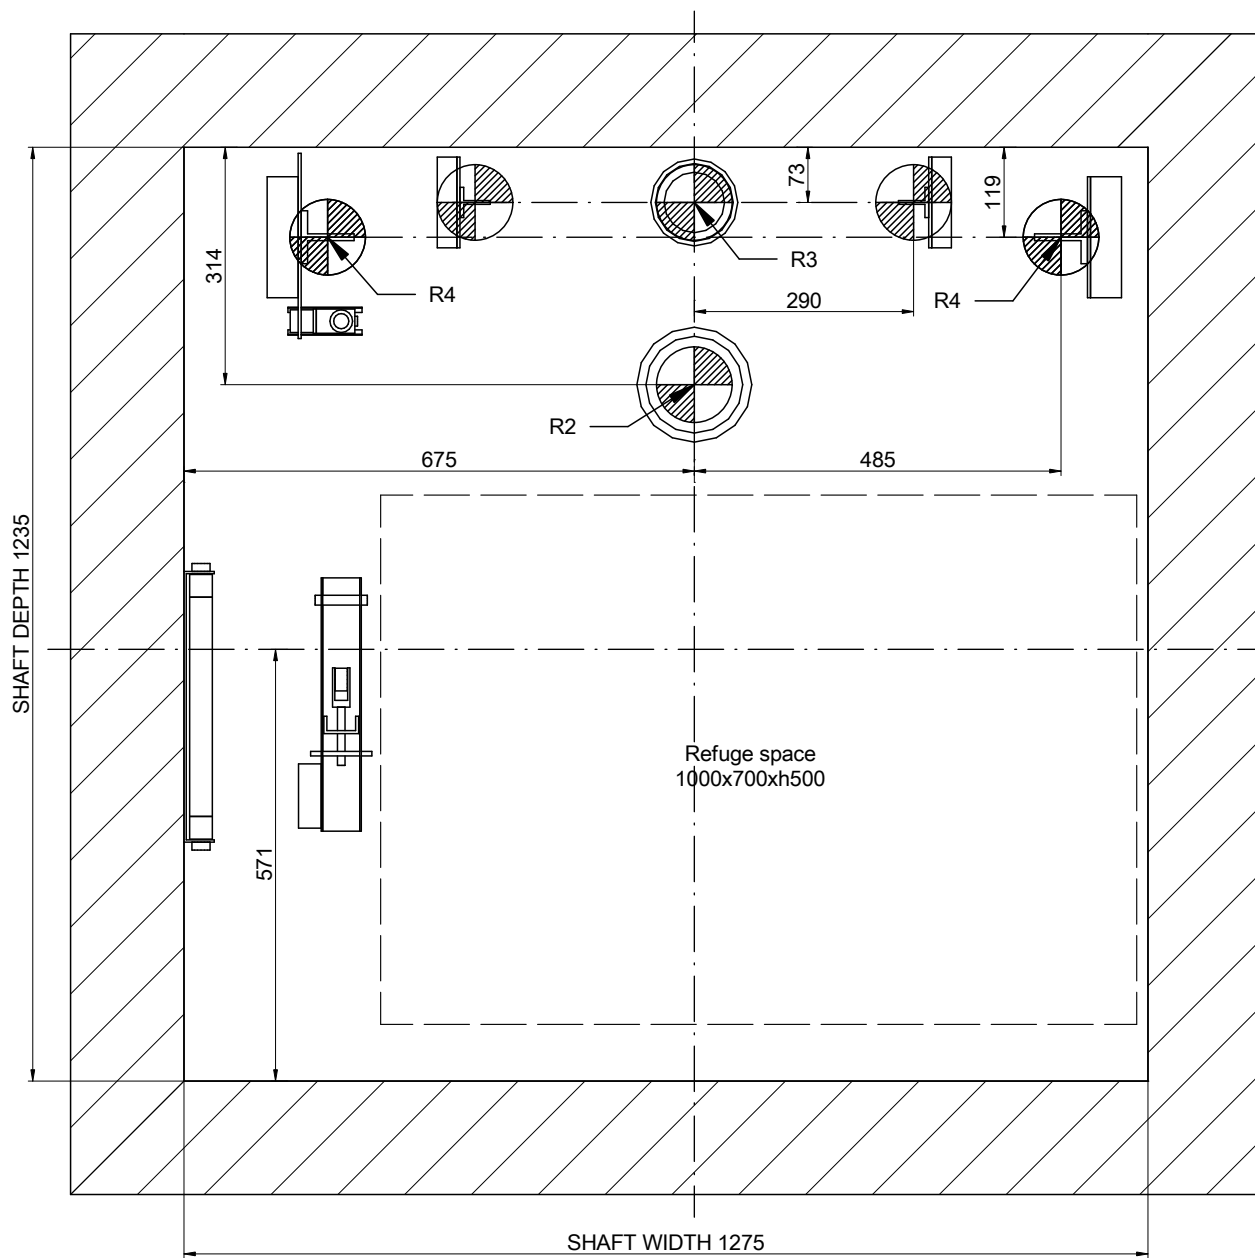 73
119
314
R3
R4
290
R4
R2
675
485
SHAFT DEPTH 1235
Refuge space
1000x700xh500
571
SHAFT WIDTH 1275